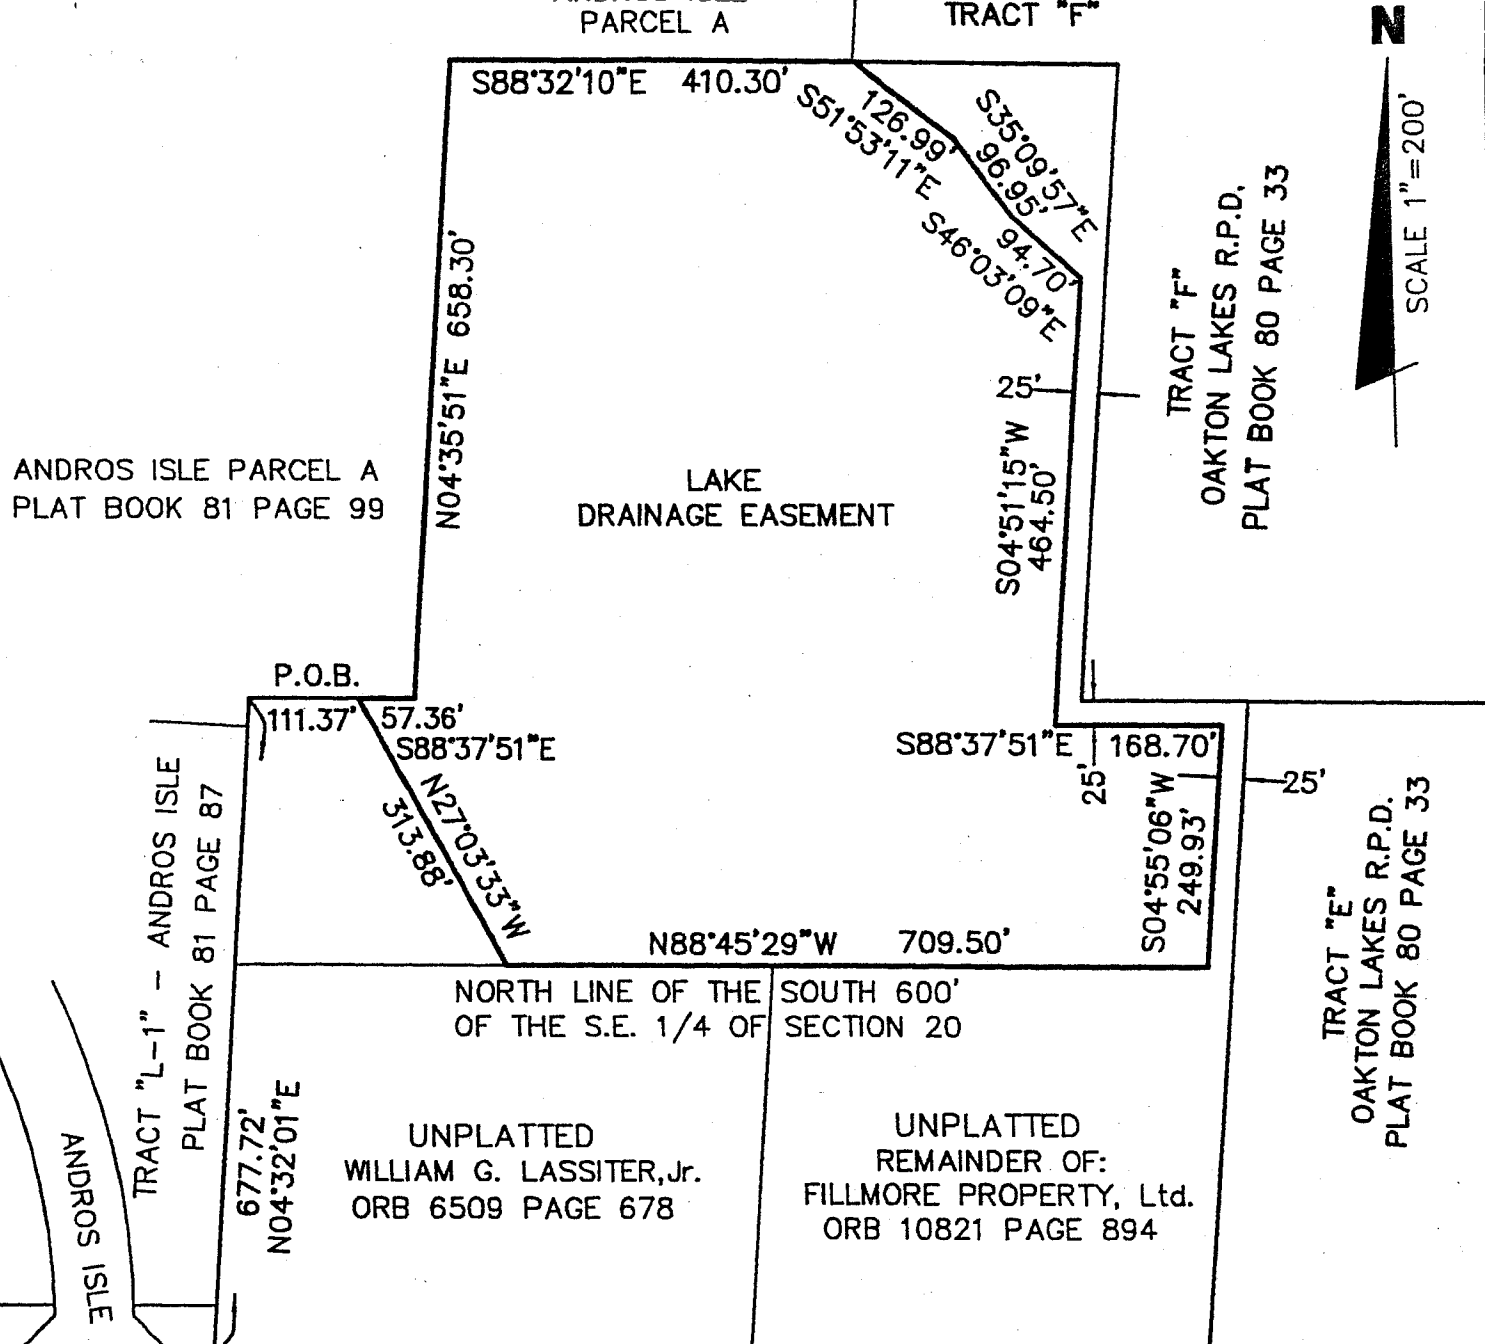 PARCEL A
TRACT "F"
N
SCALE 1"=200'
S88°32'10"E 410.30'
126.99'
S51°53'11"E
S35°09'57"E
96.95'
94.70'
S46°03'09"E
N04°35'51"E 658.30'
25'
S04°51'15"W
464.50'
TRACT "F"
OAKTON LAKES R.P.D.
PLAT BOOK 80 PAGE 33
ANDROS ISLE PARCEL A
PLAT BOOK 81 PAGE 99
LAKE
DRAINAGE EASEMENT
P.O.B.
111.37'
57.36'
S88°37'51"E
N27°03'33"W
313.88'
S88°37'51"E 168.70'
25'
25'
S04°55'06"W
249.93'
TRACT "L-1" - ANDROS ISLE
PLAT BOOK 81 PAGE 87
TRACT "E"
OAKTON LAKES R.P.D.
PLAT BOOK 80 PAGE 33
N88°45'29"W 709.50'
NORTH LINE OF THE SOUTH 600'
OF THE S.E. 1/4 OF SECTION 20
677.72'
N04°32'01"E
UNPLATTED
WILLIAM G. LASSITER,Jr.
ORB 6509 PAGE 678
UNPLATTED
REMAINDER OF:
FILLMORE PROPERTY, Ltd.
ORB 10821 PAGE 894
ANDROS ISLE